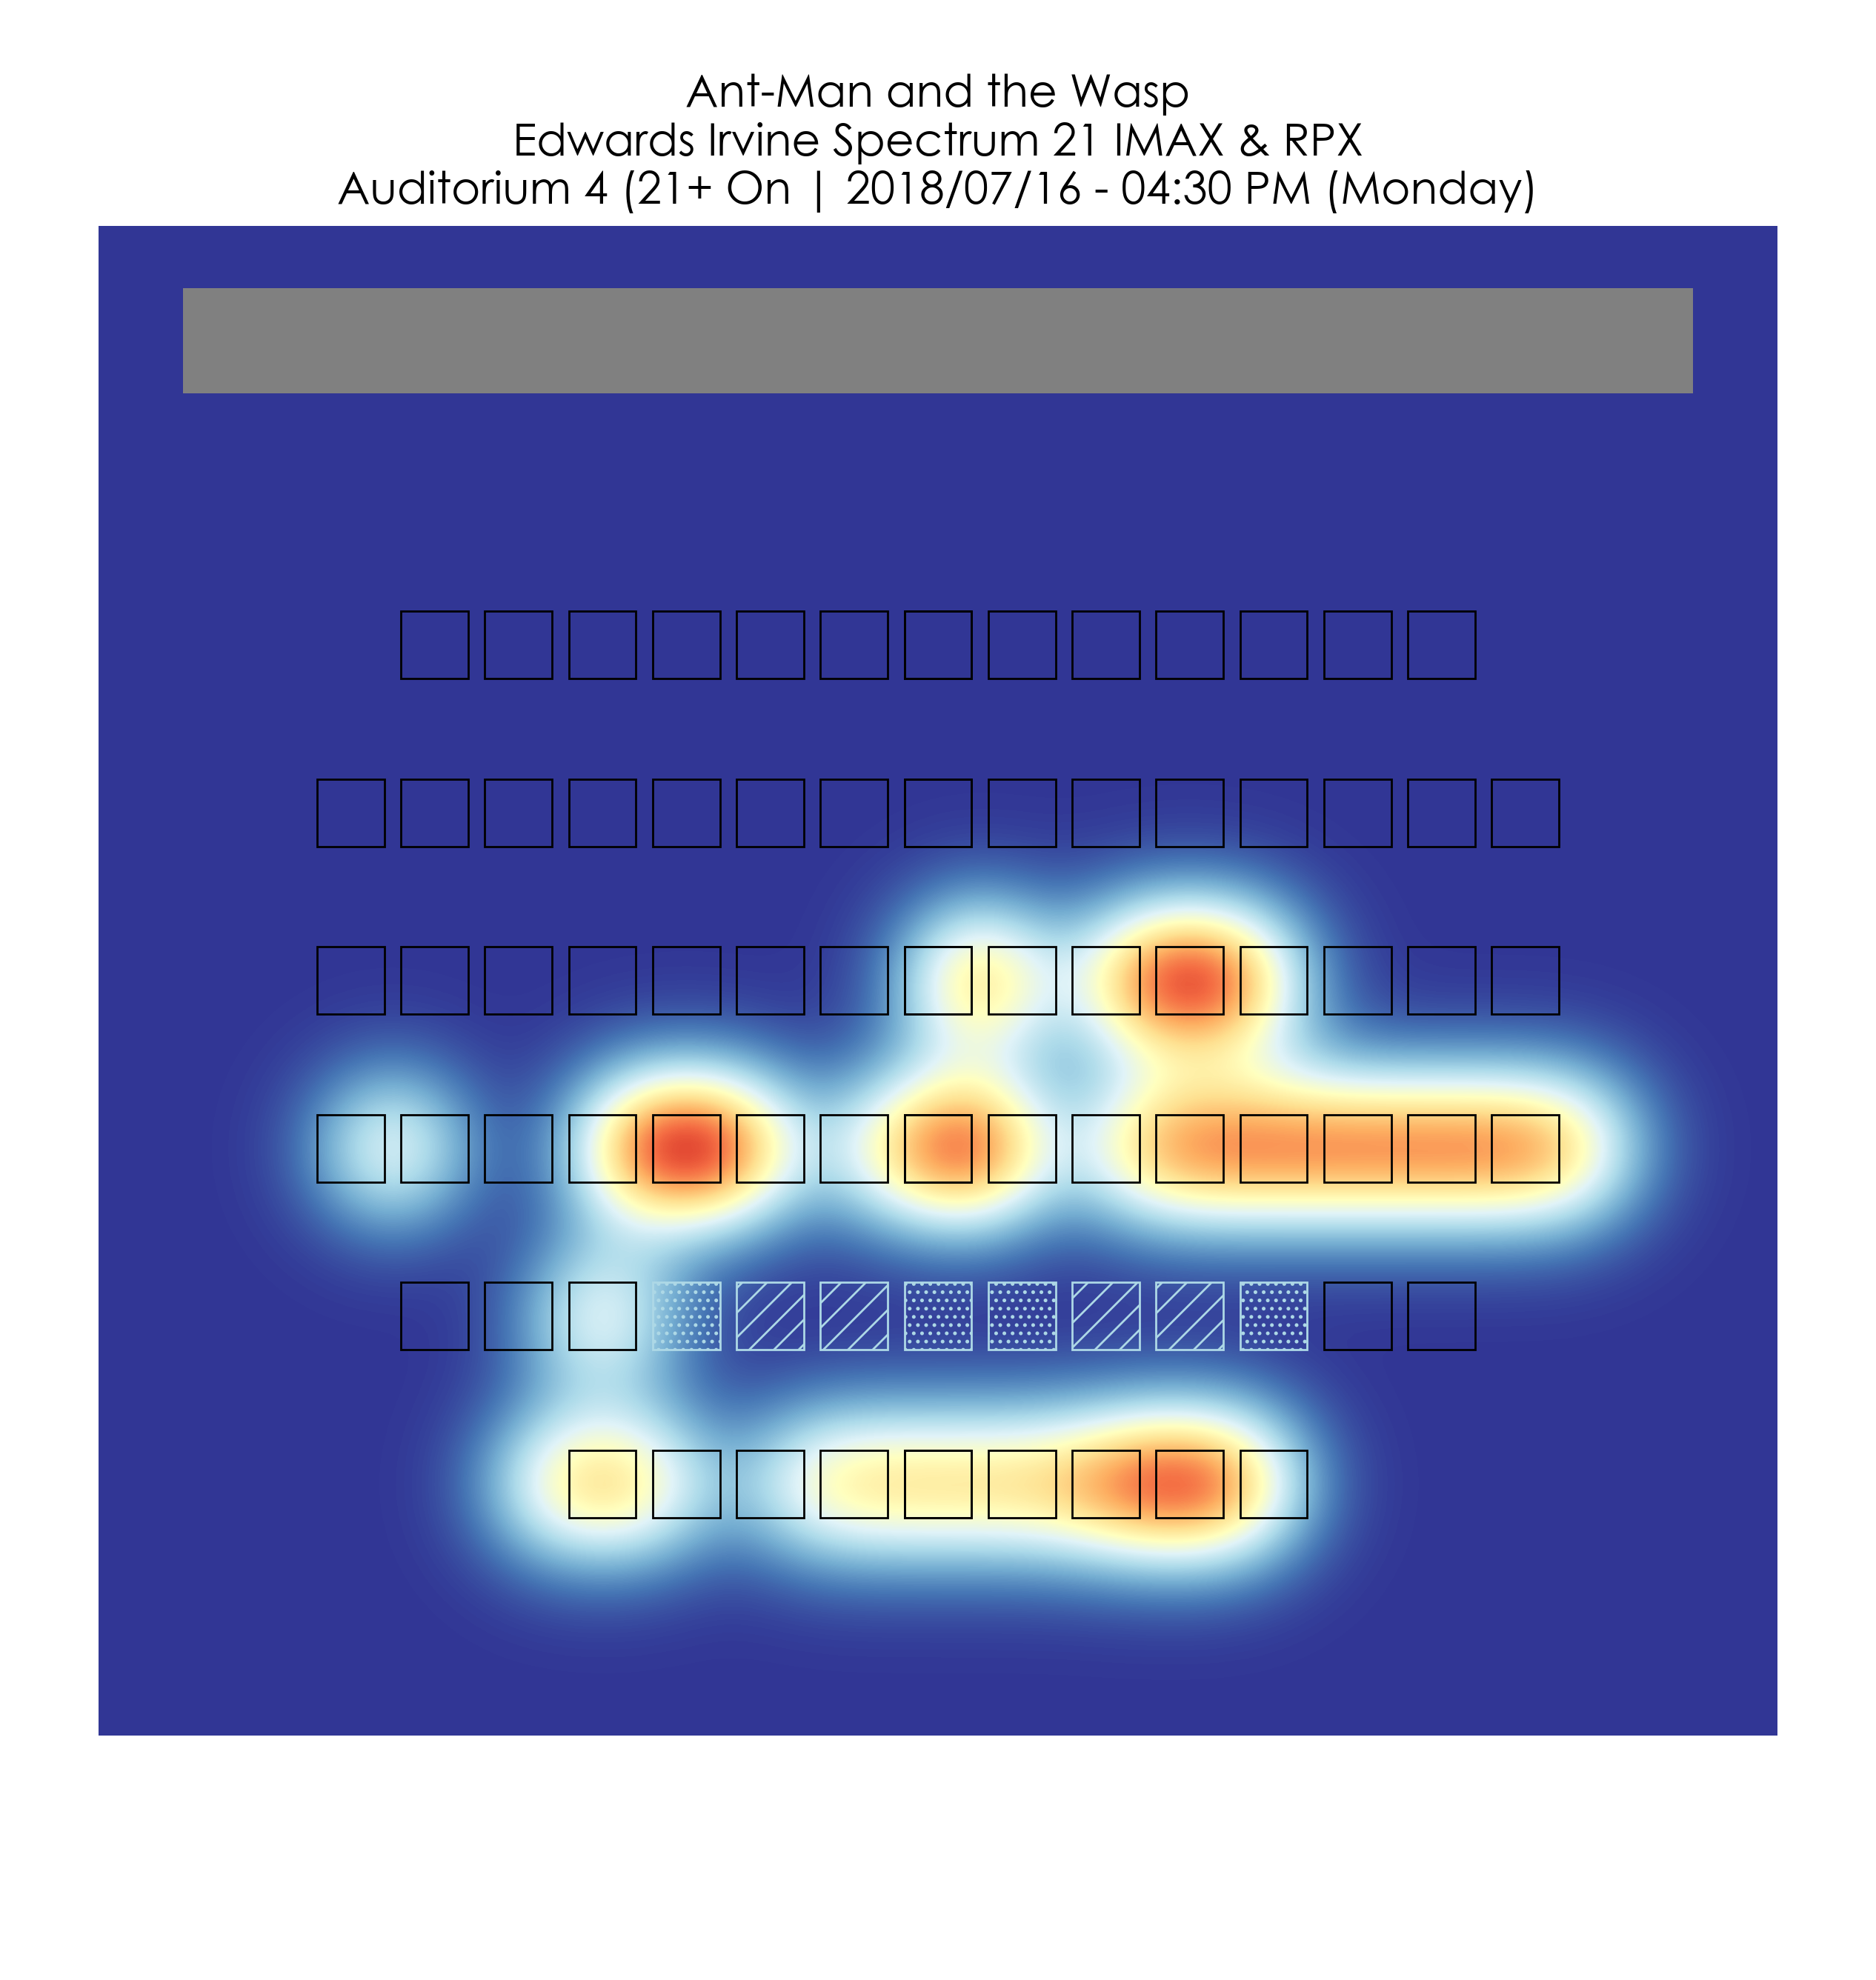 Ant-Man and the Wasp
Edwards Irvine Spectrum 21 IMAX & RPX
Auditorium 4 (21+ On | 2018/07/16 - 04:30 PM (Monday)